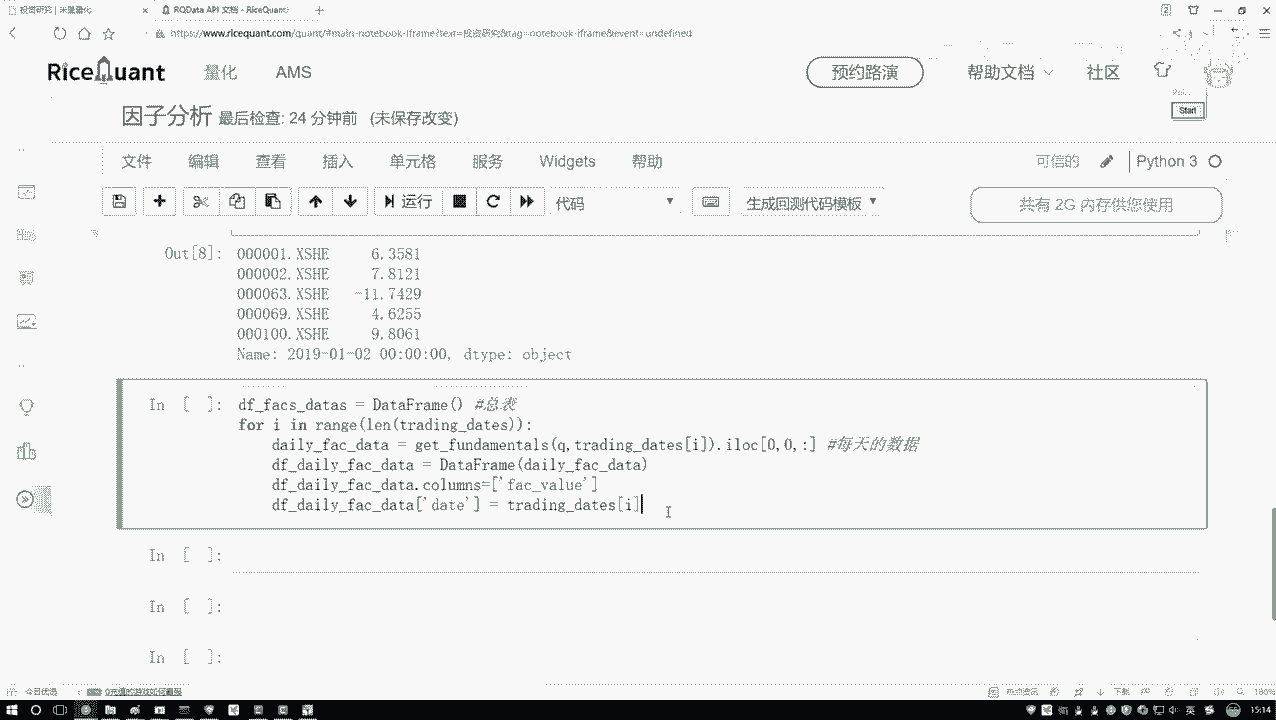 投资研究 | 米筐量化
RQData API 文档 - RiceQuant
https://www.ricequant.com/quant/#main-notebook-iframe?text=投资研究&tag=notebook-iframe&event=undefined
RiceQuant 量化 AMS 预约路演 帮助文档 社区
因子分析 最后检查: 24 分钟前 (未保存改变)
Start
文件 编辑 查看 插入 单元格 服务 Widgets 帮助 可信的 Python 3
运行 代码 生成回测代码模板 共有 2G 内存供您使用
Out[8]: 000001.XSHE 6.3581
000002.XSHE 7.8121
000063.XSHE -11.7429
000069.XSHE 4.6255
000100.XSHE 9.8061
Name: 2019-01-02 00:00:00, dtype: object
In [ ]: df_facs_datas = DataFrame() #总表
for i in range(len(trading_dates)):
daily_fac_data = get_fundamentals(q,trading_dates[i]).iloc[0,0,:] #每天的数据
df_daily_fac_data = DataFrame(daily_fac_data)
df_daily_fac_data.columns=['fac_value']
df_daily_fac_data['date'] = trading_dates[i]
In [ ]:
In [ ]:
In [ ]:
今日优选
下载
100%
15:14